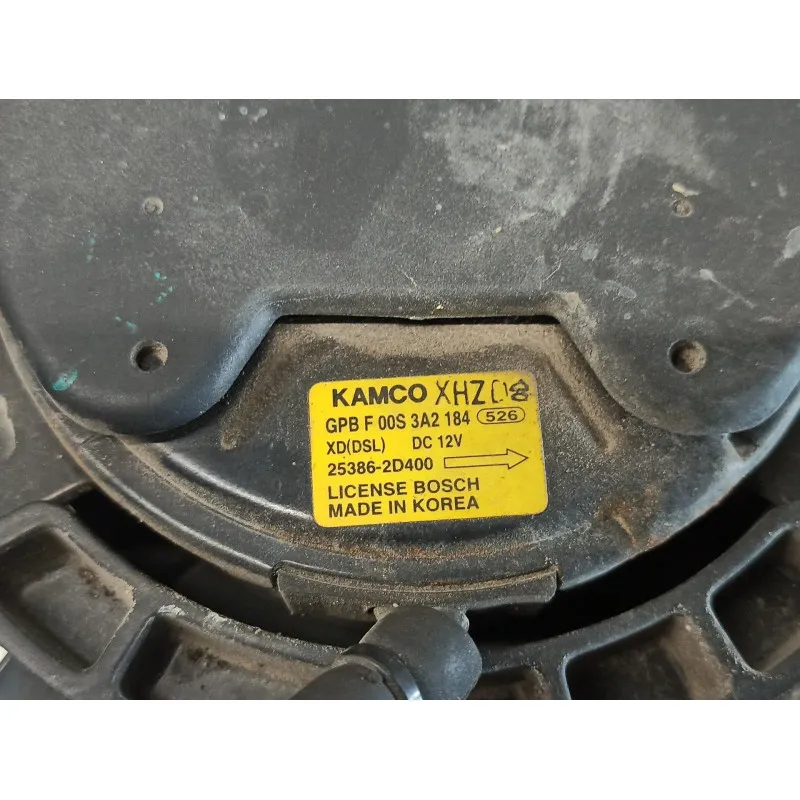 KAMCO XHZ
GPB F 00S 3A2 184 526
XD(DSL) DC 12V
25386-2D400
LICENSE BOSCH
MADE IN KOREA